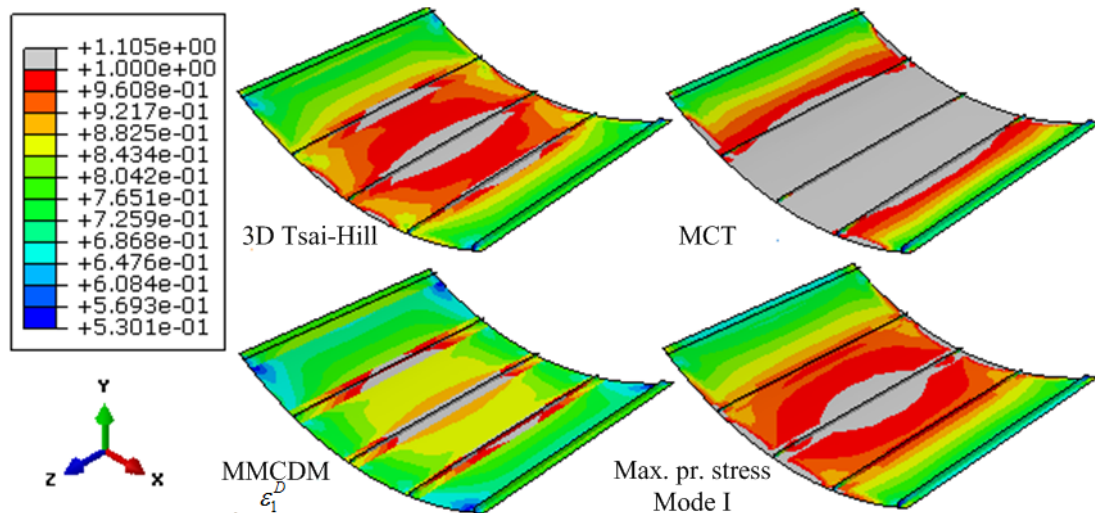 +1.105e+00
+1.000e+00
+9.608e-01
+9.217e-01
+8.825e-01
+8.434e-01
+8.042e-01
+7.651e-01
+7.259e-01
+6.868e-01
+6.476e-01
+6.084e-01
+5.693e-01
+5.301e-01
3D Tsai-Hill
MCT
Y
Z
X
MMCDM
ε₁ᴰ
Max. pr. stress
Mode I